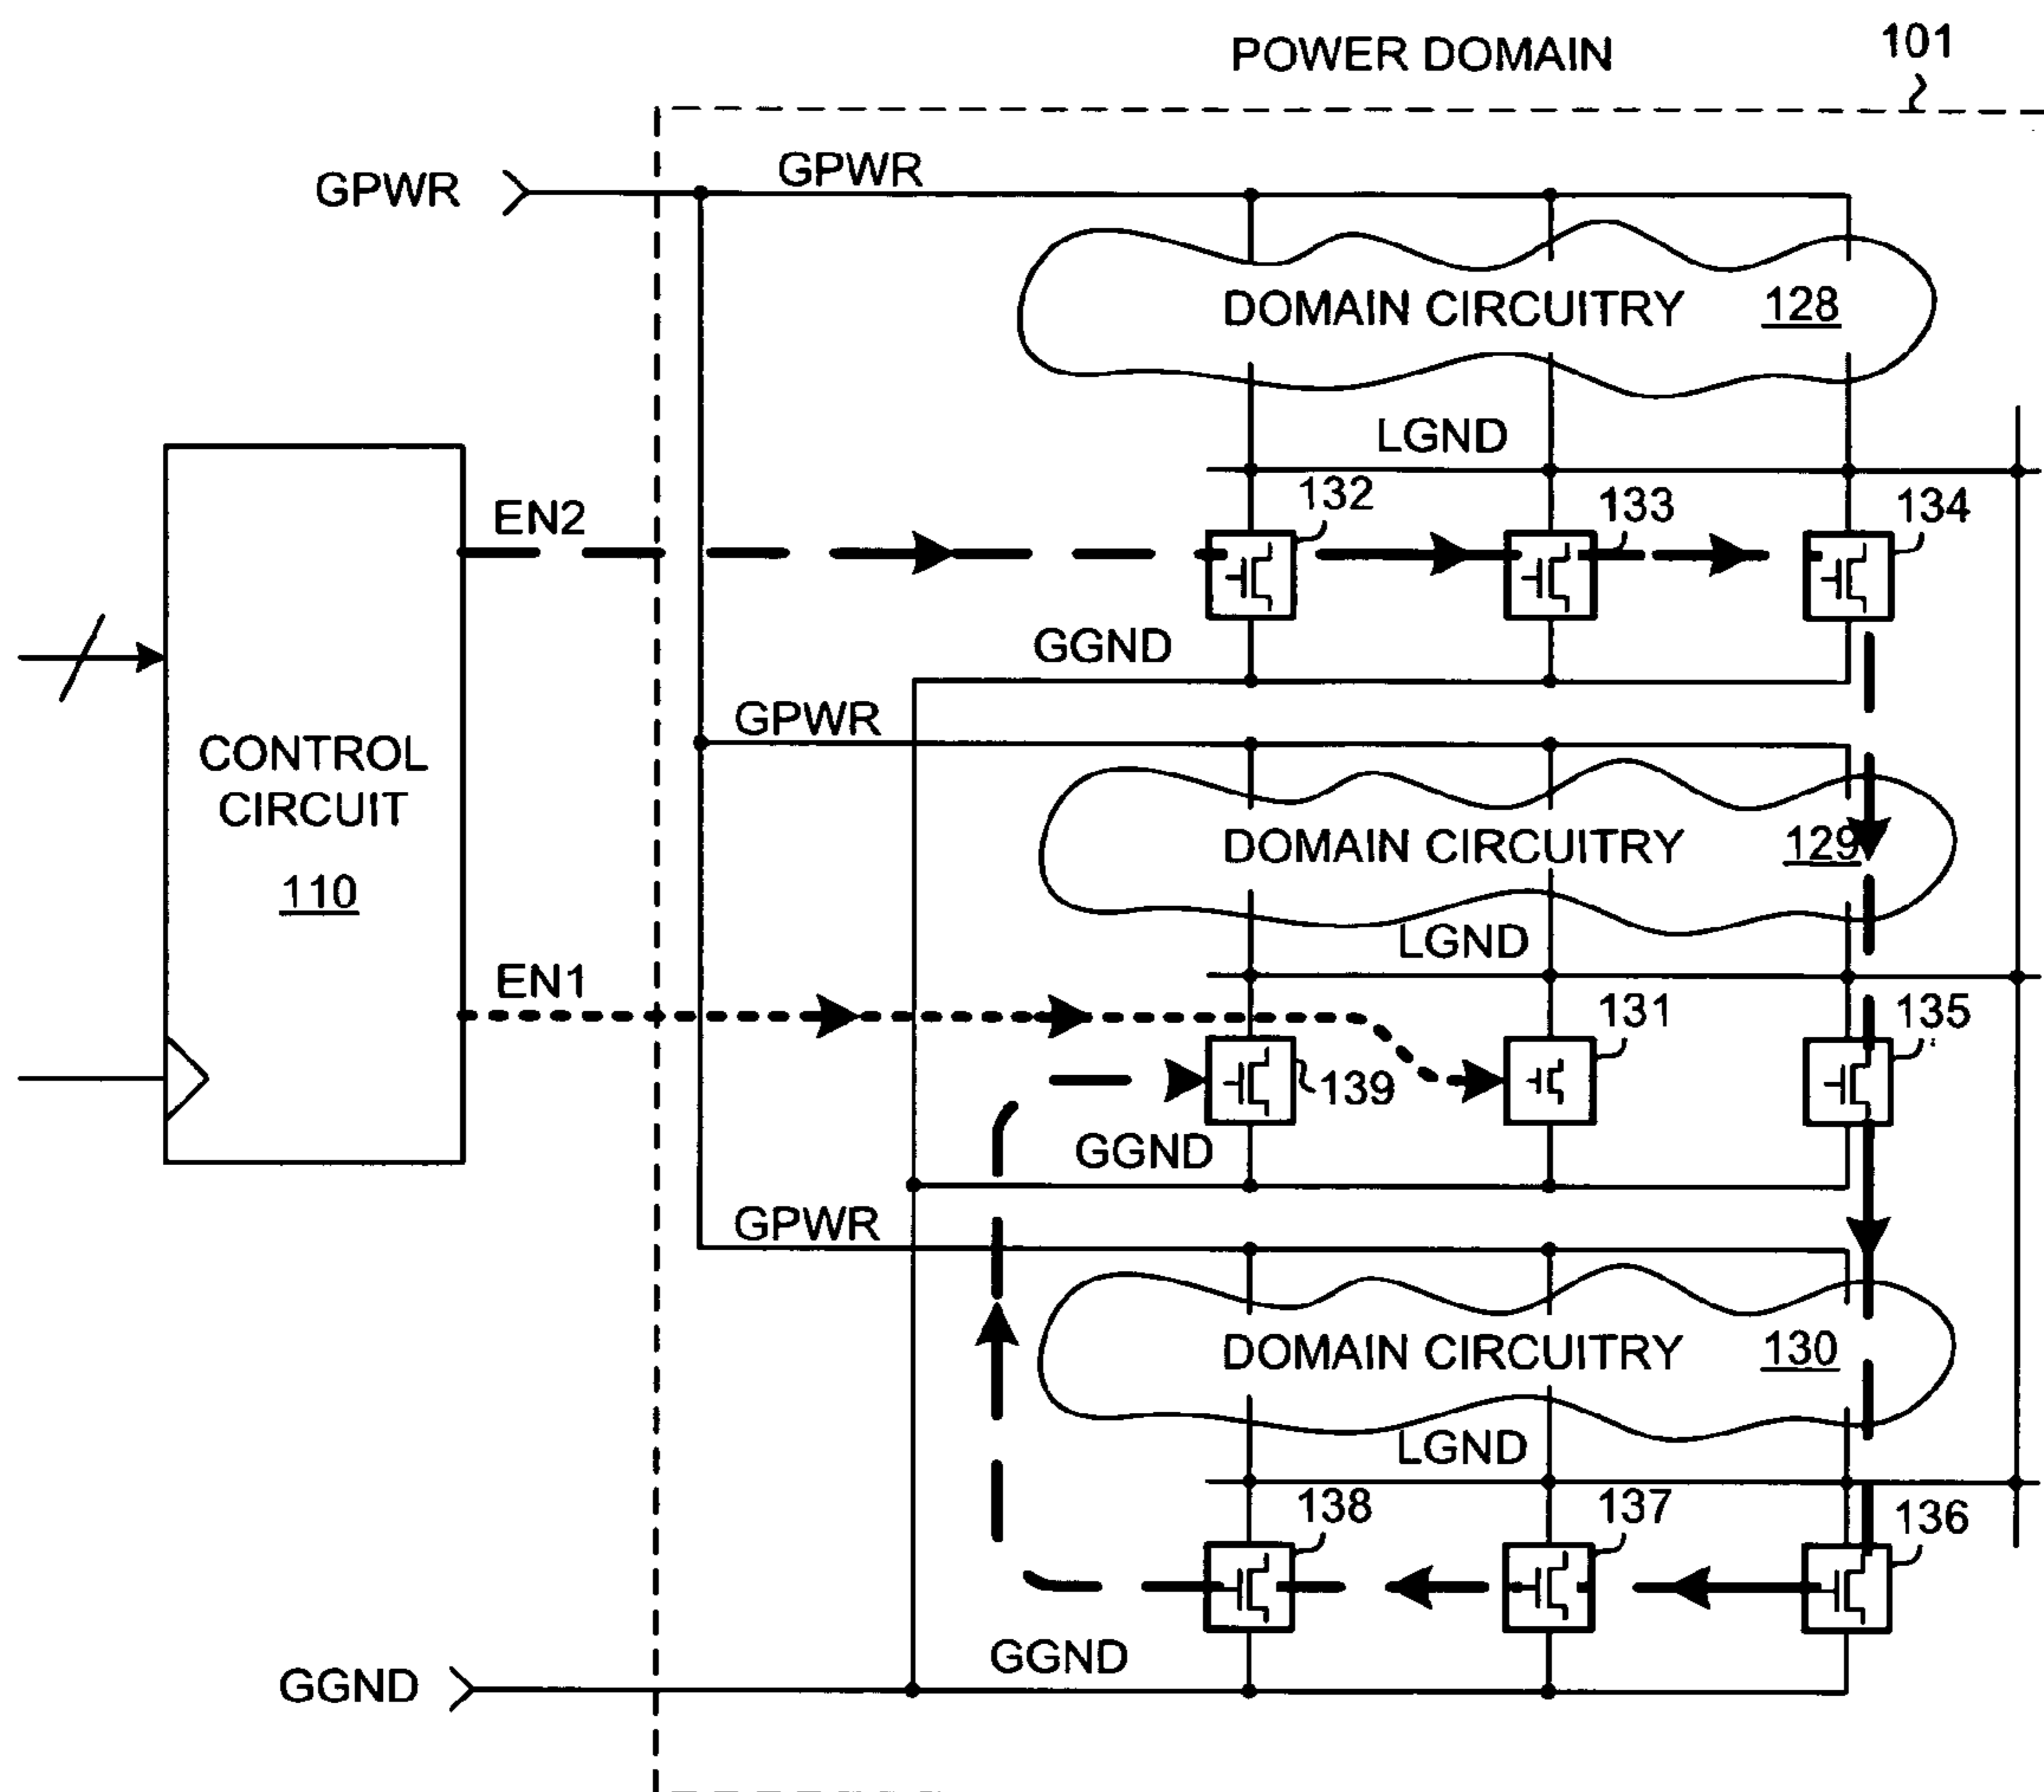 POWER DOMAIN
101
GPWR
GPWR
DOMAIN CIRCUITRY 128
LGND
132
133
134
EN2
GGND
GPWR
CONTROL
CIRCUIT
110
DOMAIN CIRCUITRY 129
LGND
EN1
131
135
139
GGND
GPWR
DOMAIN CIRCUITRY 130
LGND
138
137
136
GGND
GGND